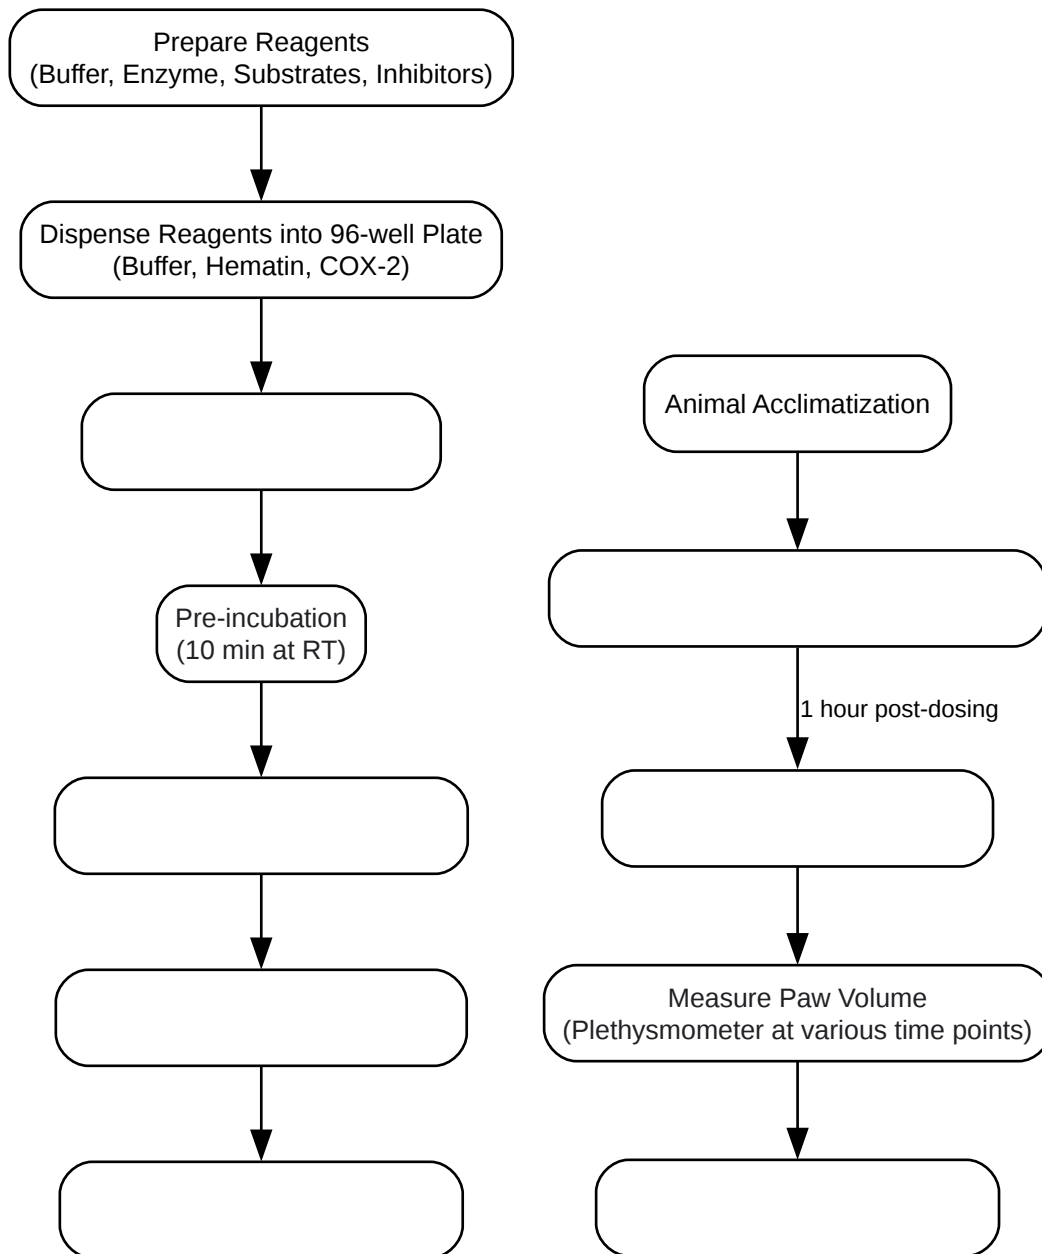 Prepare Reagents
(Buffer, Enzyme, Substrates, Inhibitors)
Dispense Reagents into 96-well Plate
(Buffer, Hematin, COX-2)
Pre-incubation
(10 min at RT)
Animal Acclimatization
1 hour post-dosing
Measure Paw Volume
(Plethysmometer at various time points)